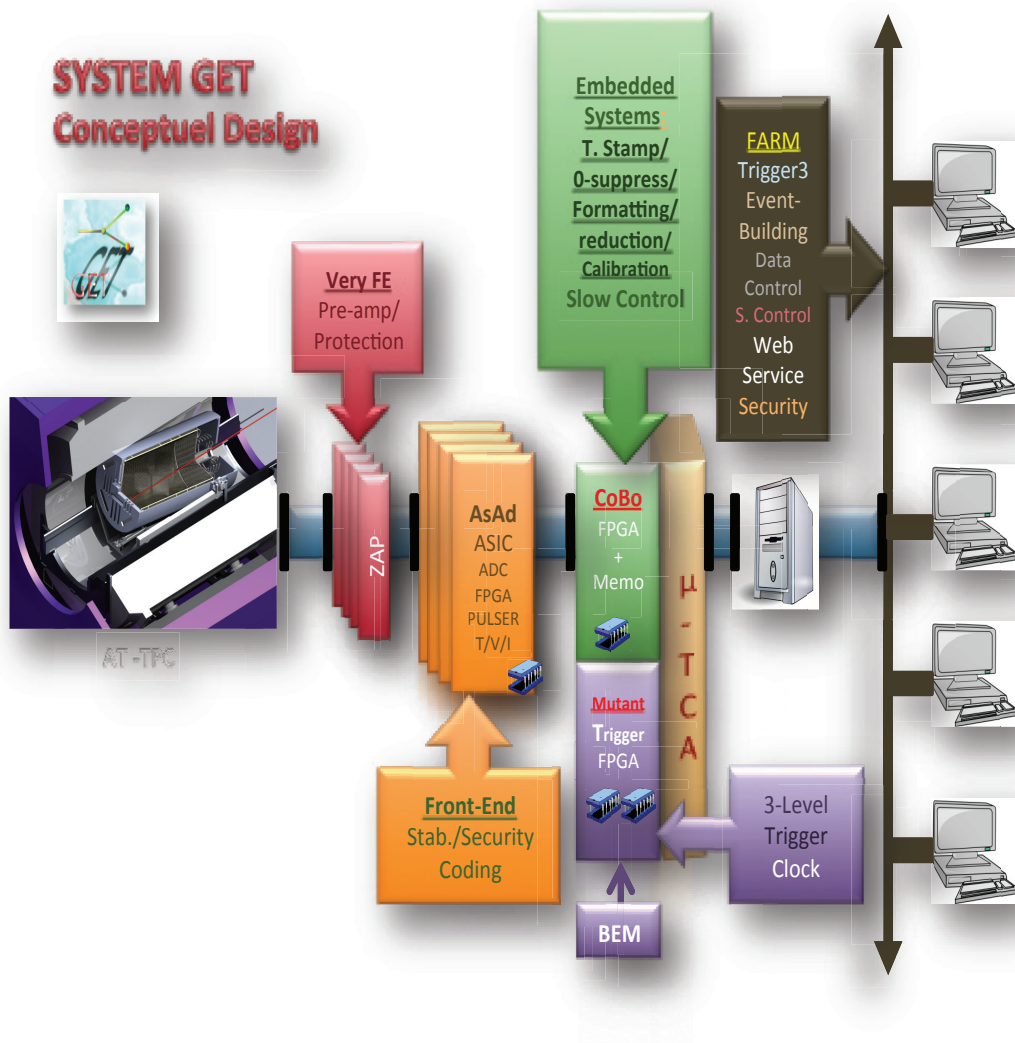 SYSTEM GET
Conceptuel Design
GET
Very FE
Pre-amp/
Protection
Embedded
Systems:
T. Stamp/
0-suppress/
Formatting/
reduction/
Calibration
Slow Control
FARM
Trigger3
Event-
Building
Data
Control
S. Control
Web
Service
Security
AT -TPC
ZAP
AsAd
ASIC
ADC
FPGA
PULSER
T/V/I
CoBo
FPGA
+
Memo
µ-TCA
Mutant
Trigger
FPGA
Front-End
Stab./Security
Coding
3-Level
Trigger
Clock
BEM